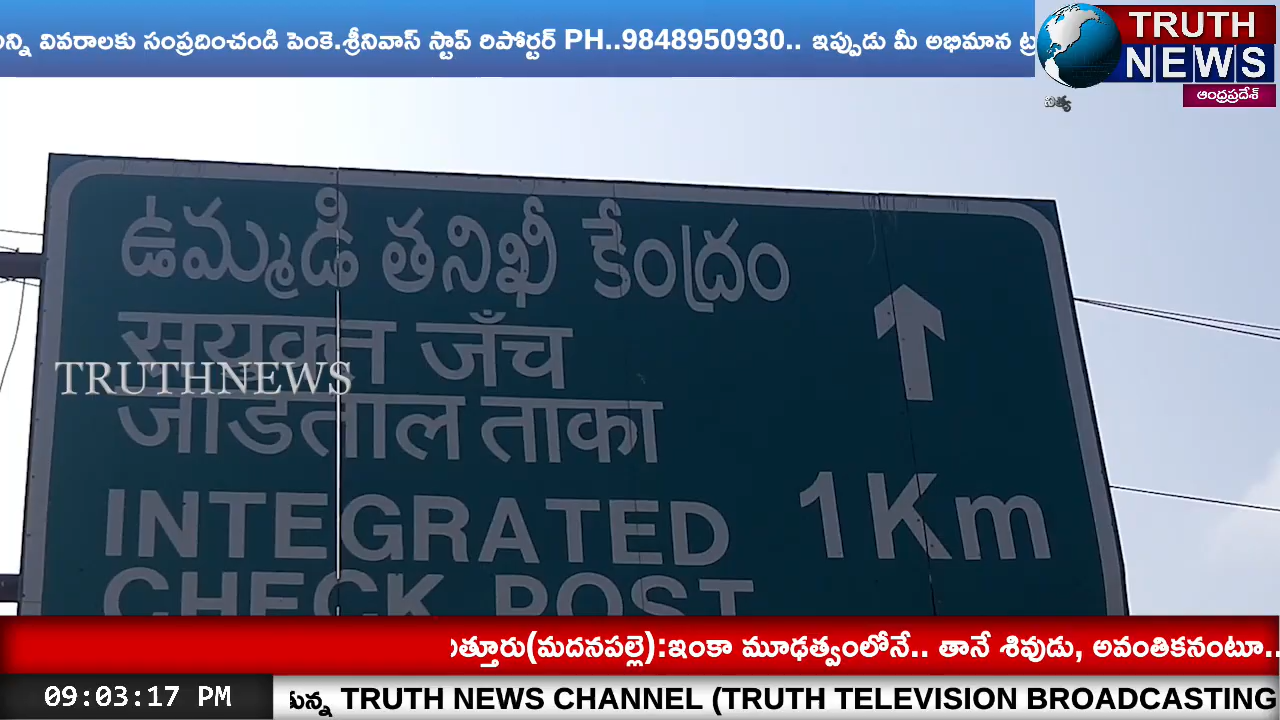 న్ని వివరాలకు సంప్రదించండి పెంకె.శ్రీనివాస్ స్టాప్ రిపోర్టర్ PH..9848950930.. ఇప్పుడు మీ అభిమాన ట్ర
TRUTH
NEWS
ఆంధ్రప్రదేశ్
ఉమ్మడి తనిఖీ కేంద్రం
सयुक्त जँच
TRUTHNEWS
जाडताल ताका
INTEGRATED
1Km
CHECK POST
త్తూరు(మదనపల్లె):ఇంకా మూఢత్వంలోనే.. తానే శివుడు, అవంతికనంటూ..
09:03:17 PM
TRUTH NEWS CHANNEL (TRUTH TELEVISION BROADCASTING